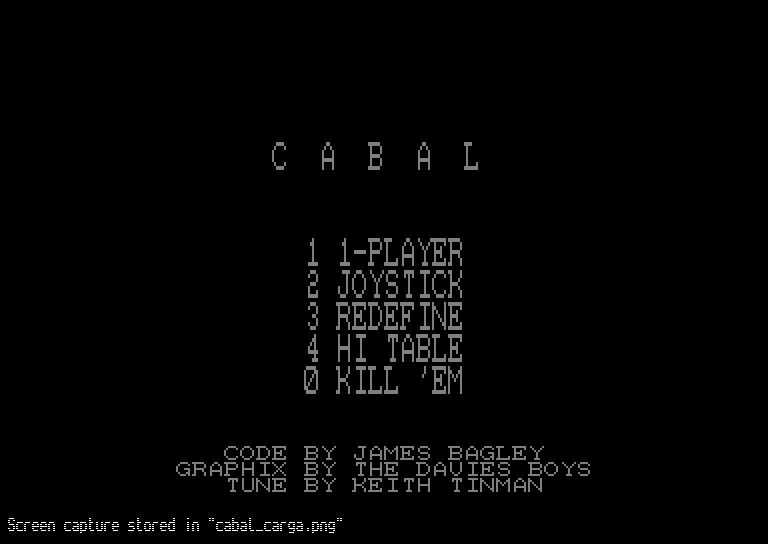 C A B A L
1 1-PLAYER
2 JOYSTICK
3 REDEFINE
4 HI TABLE
0 KILL 'EM
CODE BY JAMES BAGLEY
GRAPHIX BY THE DAVIES BOYS
TUNE BY KEITH TINMAN
Screen capture stored in "cabal_carga.png"